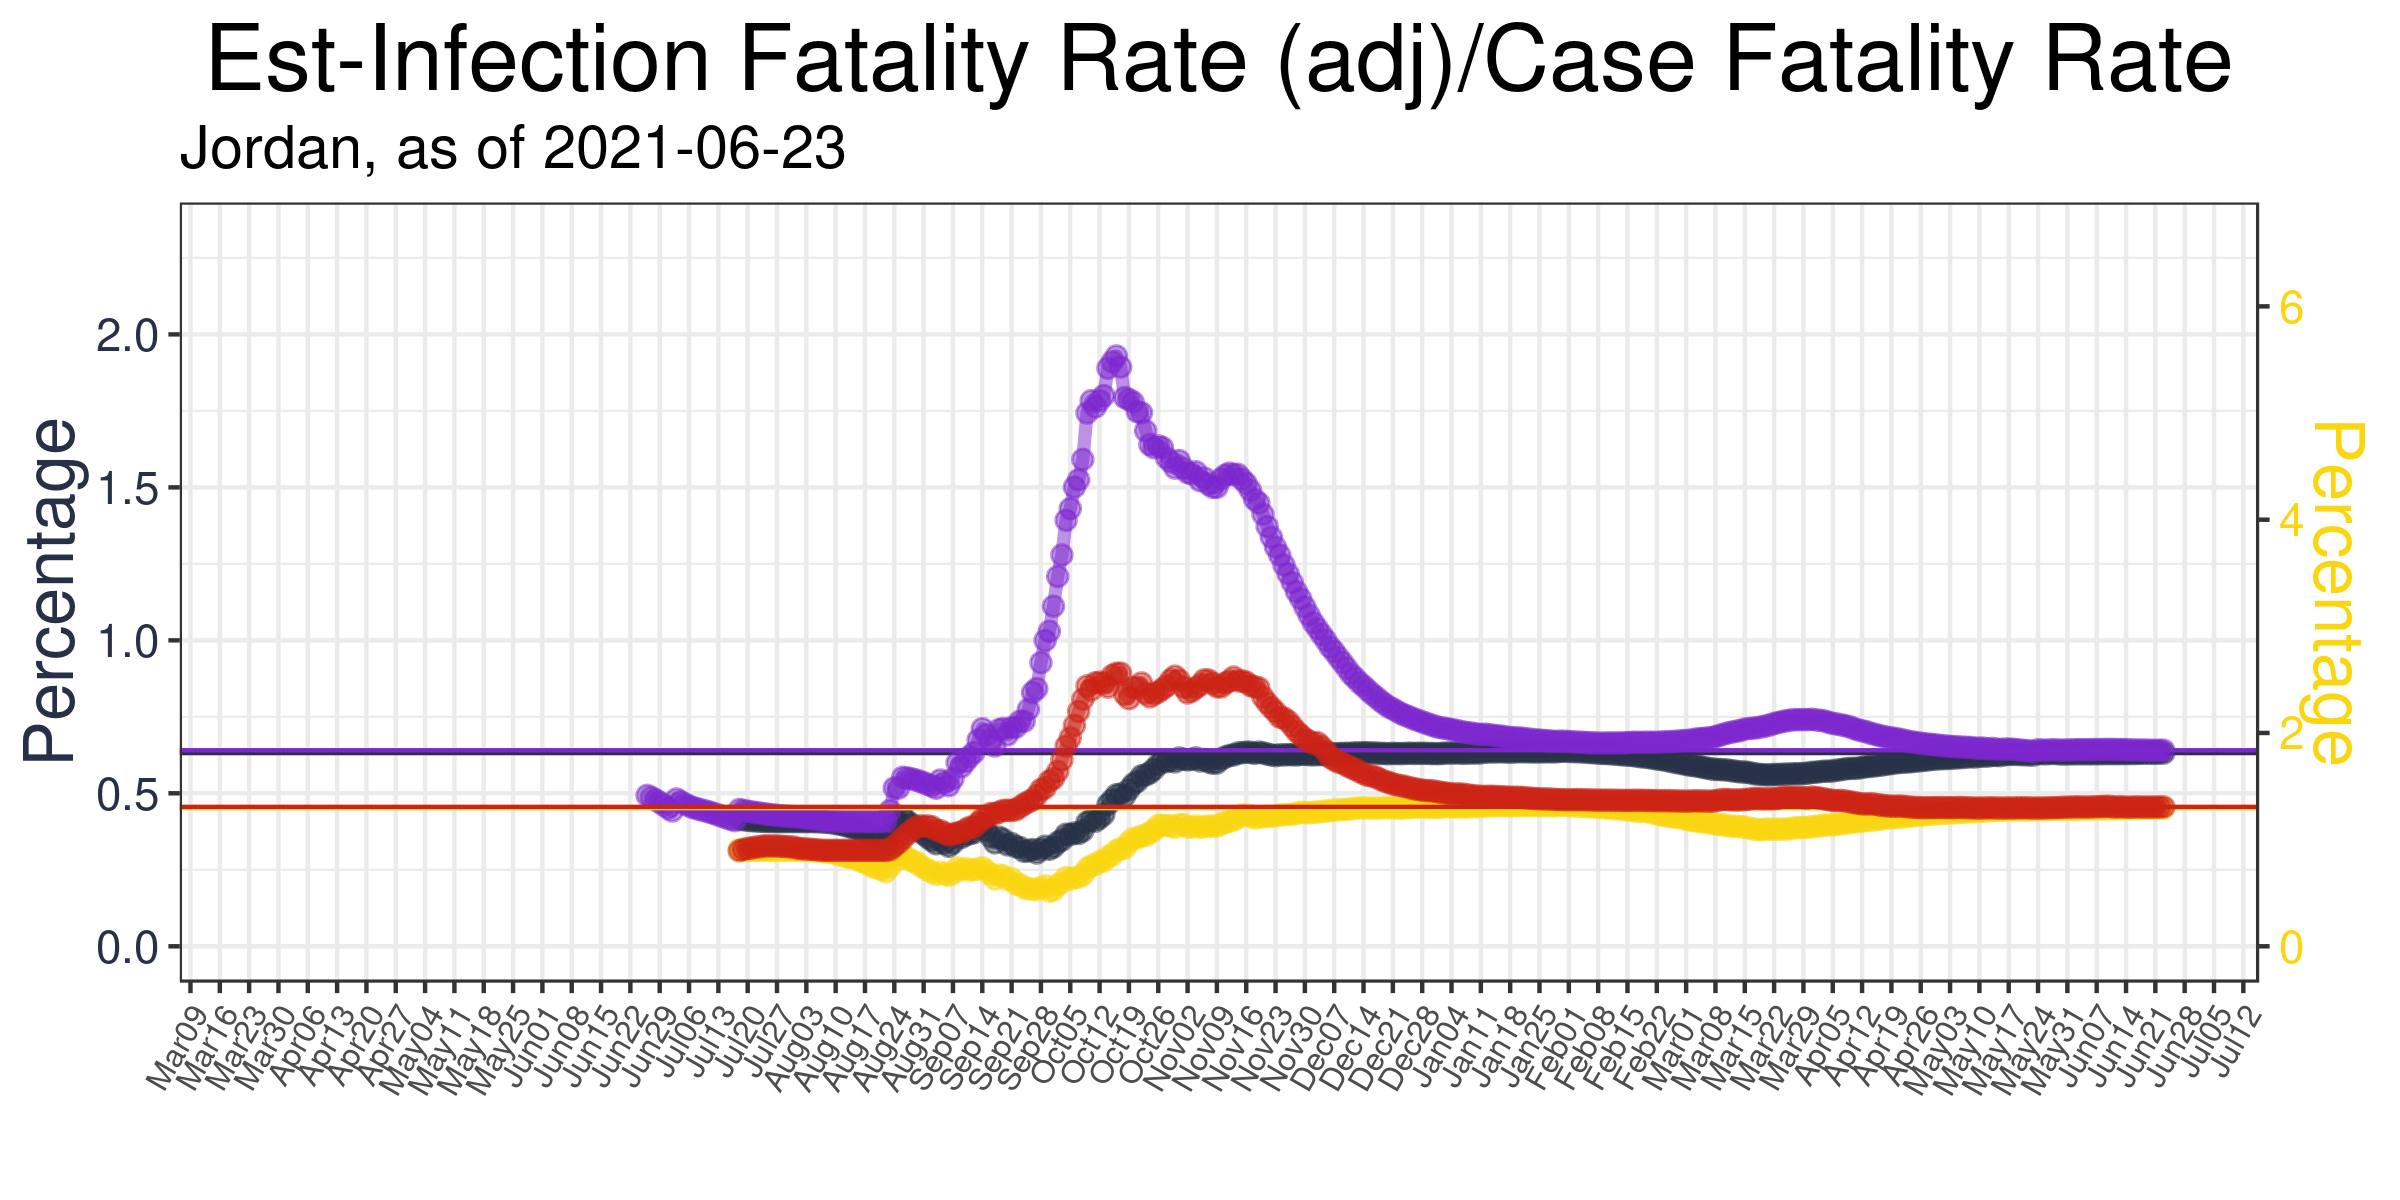 Est-Infection Fatality Rate (adj)/Case Fatality Rate
Jordan, as of 2021-06-23
Percentage
2.0
1.5
1.0
0.5
0.0
6
4
2
0
Percentage
Mar09
Mar16
Mar23
Mar30
Apr06
Apr13
Apr20
Apr27
May04
May11
May18
May25
Jun01
Jun08
Jun15
Jun22
Jun29
Jul06
Jul13
Jul20
Jul27
Aug03
Aug10
Aug17
Aug24
Aug31
Sep07
Sep14
Sep21
Sep28
Oct05
Oct12
Oct19
Oct26
Nov02
Nov09
Nov16
Nov23
Nov30
Dec07
Dec14
Dec21
Dec28
Jan04
Jan11
Jan18
Jan25
Feb01
Feb08
Feb15
Feb22
Mar01
Mar08
Mar15
Mar22
Mar29
Apr05
Apr12
Apr19
Apr26
May03
May10
May17
May24
May31
Jun07
Jun14
Jun21
Jun28
Jul05
Jul12